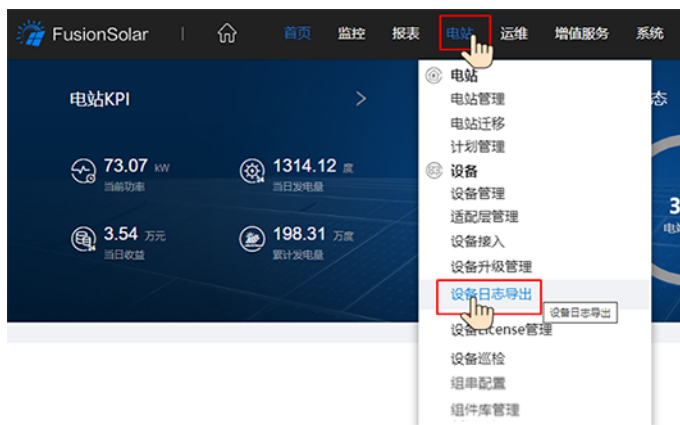 FusionSolar
首页 监控 报表 电站 运维 增值服务 系统
电站KPI
73.07 kW
当前功率
1314.12 度
当日发电量
3.54 万元
当日收益
198.31 万度
累计发电量
电站
电站管理
电站迁移
计划管理
设备
设备管理
适配层管理
设备接入
设备升级管理
设备日志导出
设备日志导出
设备License管理
设备巡检
组串配置
组件库管理
态
3